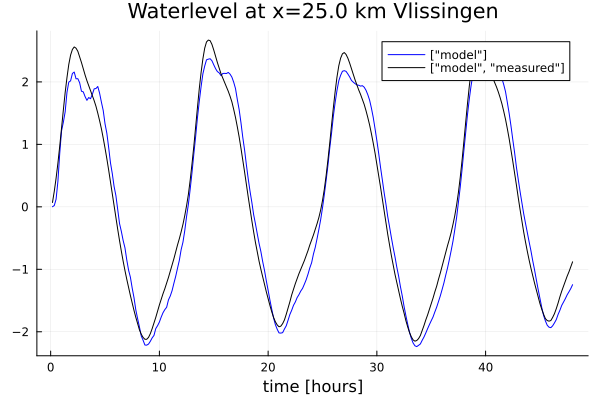 Waterlevel at x=25.0 km Vlissingen
["model"]
["model", "measured"]
2
1
0
−1
−2
0
10
20
30
40
time [hours]